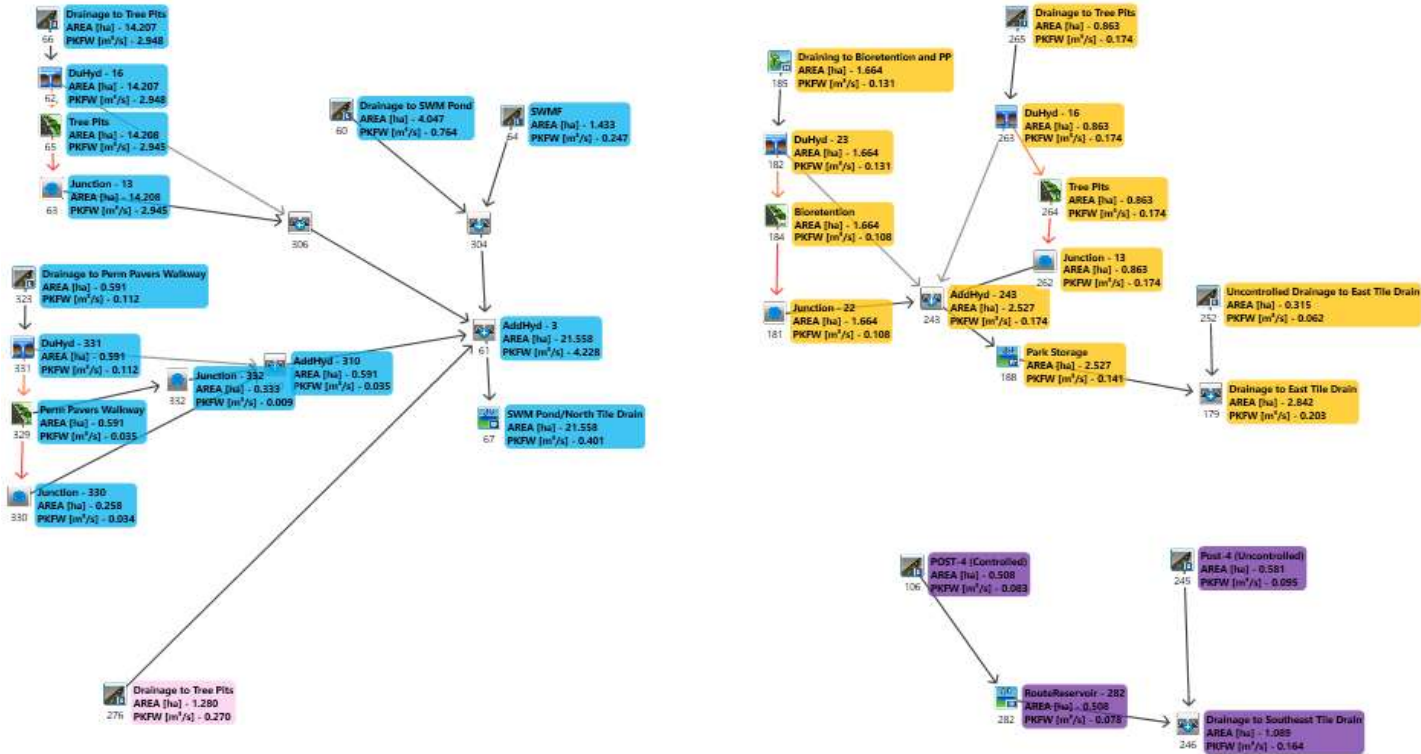 Drainage to Tree Pits
AREA [ha] - 14.207
PKFW [m³/s] - 2.948
66
DuHyd - 16
AREA [ha] - 14.207
PKFW [m³/s] - 2.948
62
Tree Pits
AREA [ha] - 14.208
PKFW [m³/s] - 2.945
65
Junction - 13
AREA [ha] - 14.208
PKFW [m³/s] - 2.945
63
Drainage to SWM Pond
AREA [ha] - 4.047
PKFW [m³/s] - 0.764
60
SWMF
AREA [ha] - 1.433
PKFW [m³/s] - 0.247
64
306
304
Drainage to Perm Pavers Walkway
AREA [ha] - 0.591
PKFW [m³/s] - 0.112
323
DuHyd - 331
AREA [ha] - 0.591
PKFW [m³/s] - 0.112
331
Perm Pavers Walkway
AREA [ha] - 0.591
PKFW [m³/s] - 0.035
329
Junction - 330
AREA [ha] - 0.258
PKFW [m³/s] - 0.034
330
Junction - 332
AREA [ha] - 0.333
PKFW [m³/s] - 0.009
332
AddHyd - 310
AREA [ha] - 0.591
PKFW [m³/s] - 0.035
AddHyd - 3
AREA [ha] - 21.558
PKFW [m³/s] - 4.228
61
SWM Pond/North Tile Drain
AREA [ha] - 21.558
PKFW [m³/s] - 0.401
67
Drainage to Tree Pits
AREA [ha] - 1.280
PKFW [m³/s] - 0.270
276
Draining to Bioretention and PP
AREA [ha] - 1.664
PKFW [m³/s] - 0.131
185
DuHyd - 23
AREA [ha] - 1.664
PKFW [m³/s] - 0.131
182
Bioretention
AREA [ha] - 1.664
PKFW [m³/s] - 0.108
184
Junction - 22
AREA [ha] - 1.664
PKFW [m³/s] - 0.108
181
Drainage to Tree Pits
AREA [ha] - 0.863
PKFW [m³/s] - 0.174
265
DuHyd - 16
AREA [ha] - 0.863
PKFW [m³/s] - 0.174
263
Tree Pits
AREA [ha] - 0.863
PKFW [m³/s] - 0.174
264
Junction - 13
AREA [ha] - 0.863
PKFW [m³/s] - 0.174
262
AddHyd - 243
AREA [ha] - 2.527
PKFW [m³/s] - 0.174
243
Park Storage
AREA [ha] - 2.527
PKFW [m³/s] - 0.141
188
Uncontrolled Drainage to East Tile Drain
AREA [ha] - 0.315
PKFW [m³/s] - 0.062
252
Drainage to East Tile Drain
AREA [ha] - 2.842
PKFW [m³/s] - 0.203
179
POST-4 (Controlled)
AREA [ha] - 0.508
PKFW [m³/s] - 0.083
106
Post-4 (Uncontrolled)
AREA [ha] - 0.581
PKFW [m³/s] - 0.095
245
RouteReservoir - 282
AREA [ha] - 0.508
PKFW [m³/s] - 0.078
282
Drainage to Southeast Tile Drain
AREA [ha] - 1.089
PKFW [m³/s] - 0.164
246